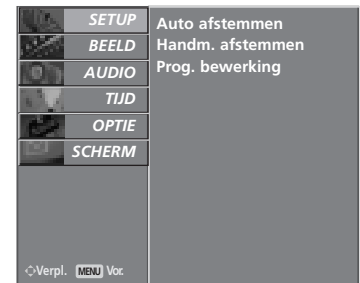 SETUP
BEELD
AUDIO
TIJD
OPTIE
SCHERM
Auto afstemmen
Handm. afstemmen
Prog. bewerking
Verpl. MENU Vor.